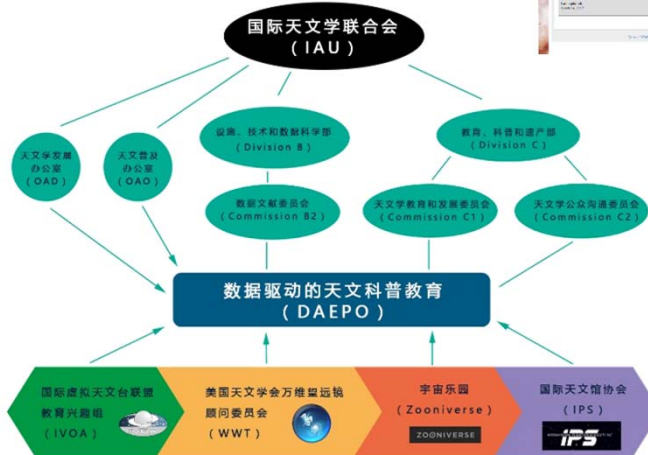 国际天文学联合会
（IAU）
天文学发展
办公室
（OAD）
天文普及
办公室
（OAO）
设施、技术和数据科学部
（Division B）
教育、科普和遗产部
（Division C）
数据文献委员会
（Commission B2）
天文学教育和发展委员会
（Commission C1）
天文学公众沟通委员会
（Commission C2）
数据驱动的天文科普教育
（DAEPO）
国际虚拟天文台联盟
教育兴趣组
（IVOA）
美国天文学会万维望远镜
顾问委员会
（WWT）
宇宙乐园
（Zooniverse）
ZOONIVERSE
国际天文馆协会
（IPS）
IPS